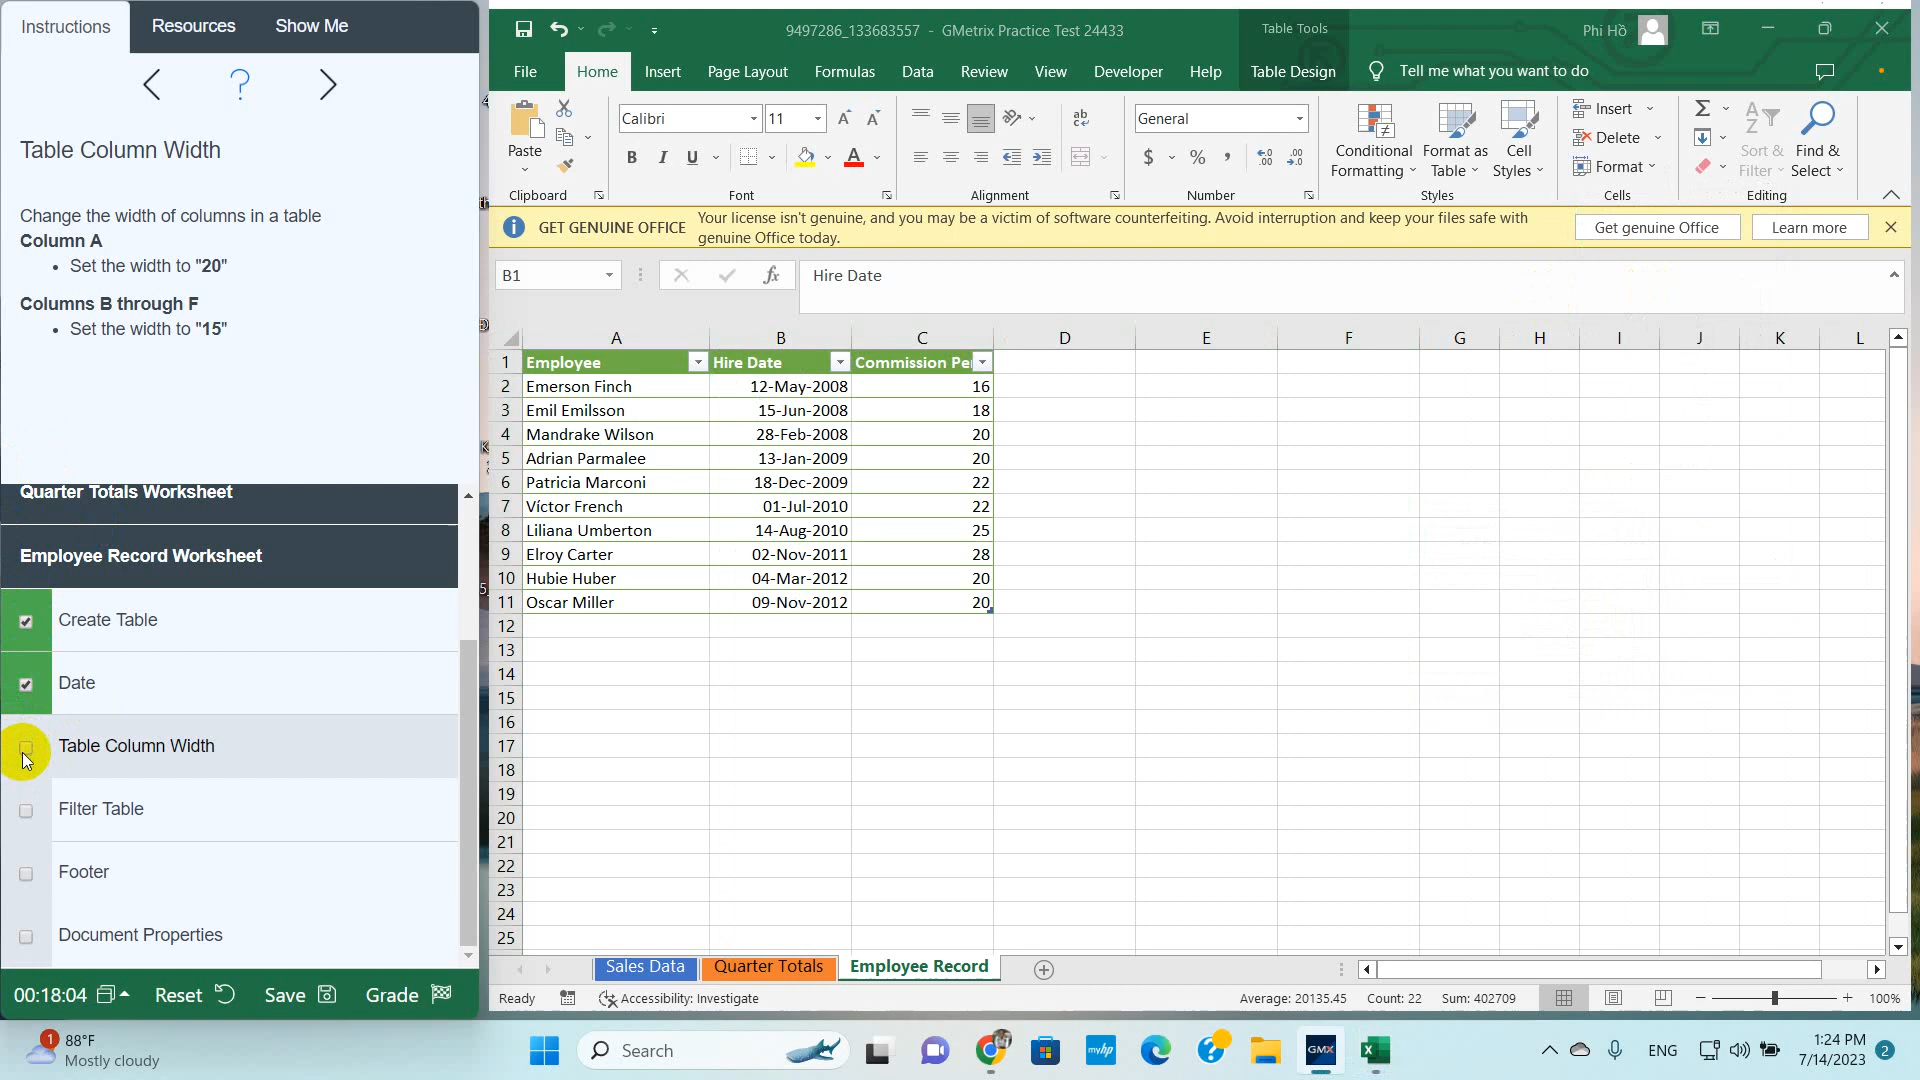 Instructions
Resources
Show Me
?
Table Column Width
Change the width of columns in a table
Column A
• Set the width to "20"
Columns B through F
• Set the width to "15"
Quarter Totals Worksheet
Employee Record Worksheet
Create Table
Date
Table Column Width
Filter Table
Footer
Document Properties
00:18:04
Reset
Save
Grade
9497286_133683557 - GMetrix Practice Test 24433
Table Tools
Phi Hồ
File
Home
Insert
Page Layout
Formulas
Data
Review
View
Developer
Help
Table Design
Tell me what you want to do
Paste
Calibri
11
B I U
General
$ % ,
Conditional Formatting
Format as Table
Cell Styles
Insert
Delete
Format
Sort & Filter
Find & Select
Clipboard
Font
Alignment
Number
Styles
Cells
Editing
GET GENUINE OFFICE
Your license isn't genuine, and you may be a victim of software counterfeiting. Avoid interruption and keep your files safe with
genuine Office today.
Get genuine Office
Learn more
B1
fx
Hire Date
A B C D E F G H I J K L
1 Employee Hire Date Commission Pe
2 Emerson Finch 12-May-2008 16
3 Emil Emilsson 15-Jun-2008 18
4 Mandrake Wilson 28-Feb-2008 20
5 Adrian Parmalee 13-Jan-2009 20
6 Patricia Marconi 18-Dec-2009 22
7 Víctor French 01-Jul-2010 22
8 Liliana Umberton 14-Aug-2010 25
9 Elroy Carter 02-Nov-2011 28
10 Hubie Huber 04-Mar-2012 20
11 Oscar Miller 09-Nov-2012 20
12
13
14
15
16
17
18
19
20
21
22
23
24
25
Sales Data
Quarter Totals
Employee Record
Ready
Accessibility: Investigate
Average: 20135.45
Count: 22
Sum: 402709
100%
1
88°F
Mostly cloudy
Search
myhp
GMX
ENG
1:24 PM
7/14/2023
2